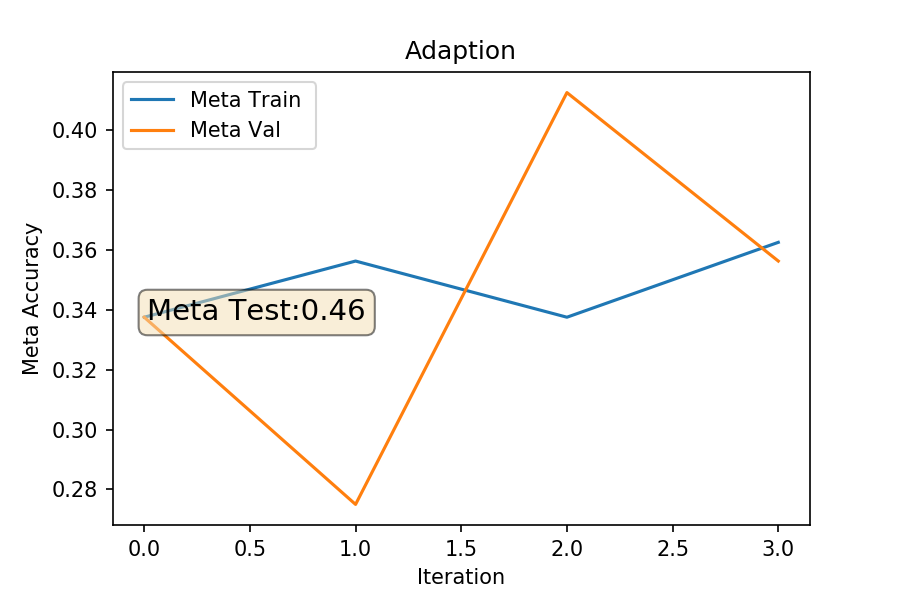 Adaption
Meta Train
Meta Val
Meta Test:0.46
Meta Accuracy
0.40
0.38
0.36
0.34
0.32
0.30
0.28
0.0 0.5 1.0 1.5 2.0 2.5 3.0
Iteration